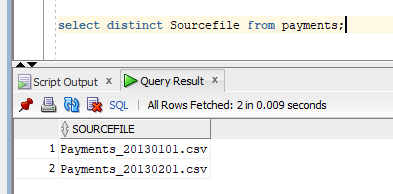 select distinct Sourcefile from payments;
Script Output x Query Result x
SQL | All Rows Fetched: 2 in 0.009 seconds
SOURCEFILE
1 Payments_20130101.csv
2 Payments_20130201.csv